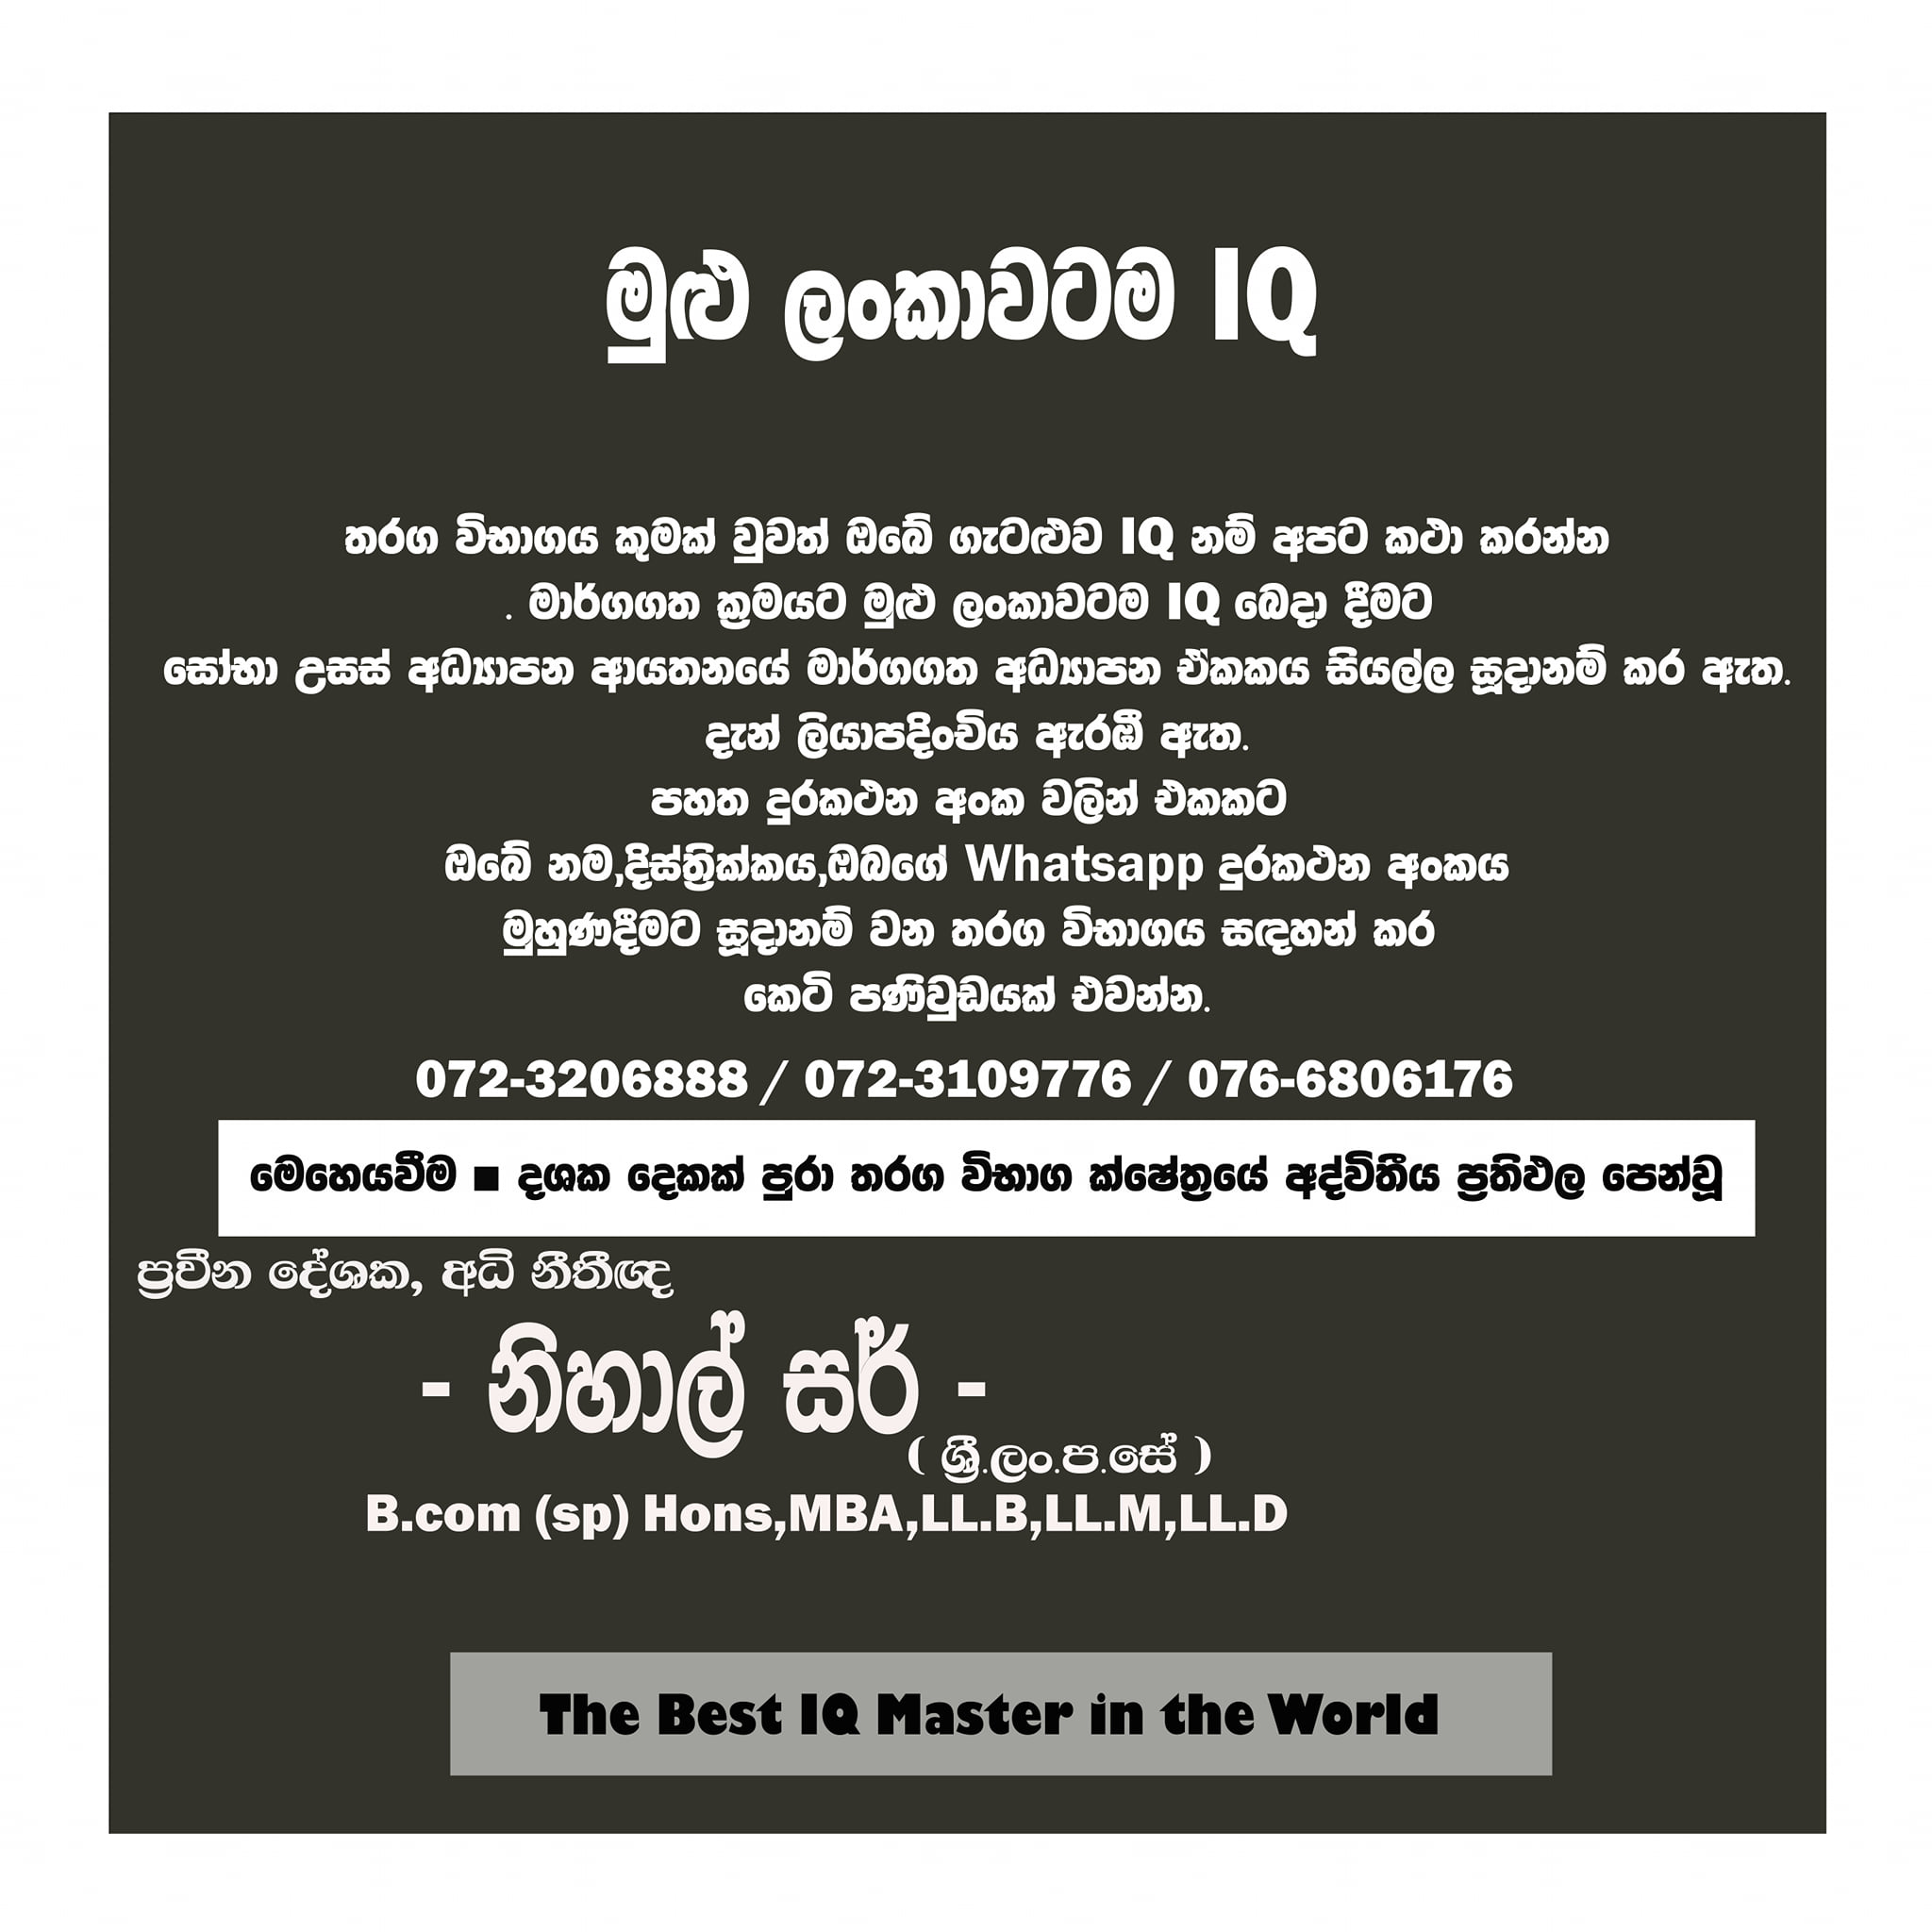 මුළු ලංකාවටම IQ
තරග විභාගය කුමක් වුවත් ඔබේ ගැටළුව IQ නම් අපට කථා කරන්න
. මාර්ගගත ක්‍රමයට මුළු ලංකාවටම IQ බෙදා දීමට
සෝභා උසස් අධ්‍යාපන ආයතනයේ මාර්ගගත අධ්‍යාපන ඒකකය සියල්ල සූදානම් කර ඇත.
දැන් ලියාපදිංචිය ඇරඹී ඇත.
පහත දුරකථන අංක වලින් එකකට
ඔබේ නම,දිස්ත්‍රික්කය,ඔබගේ Whatsapp දුරකථන අංකය
මුහුණදීමට සූදානම් වන තරග විභාගය සඳහන් කර
කෙටි පණිවුඩයක් එවන්න.
072-3206888 / 072-3109776 / 076-6806176
මෙහෙයවීම ■ දශක දෙකක් පුරා තරග විභාග ක්ෂේත්‍රයේ අද්විතීය ප්‍රතිඵල පෙන්වූ
ප්‍රවීන දේශක, අධි නීතීඥ
- නිහාල් සර් -
( ශ්‍රී.ලං.ප.සේ )
B.com (sp) Hons,MBA,LL.B,LL.M,LL.D
The Best IQ Master in the World